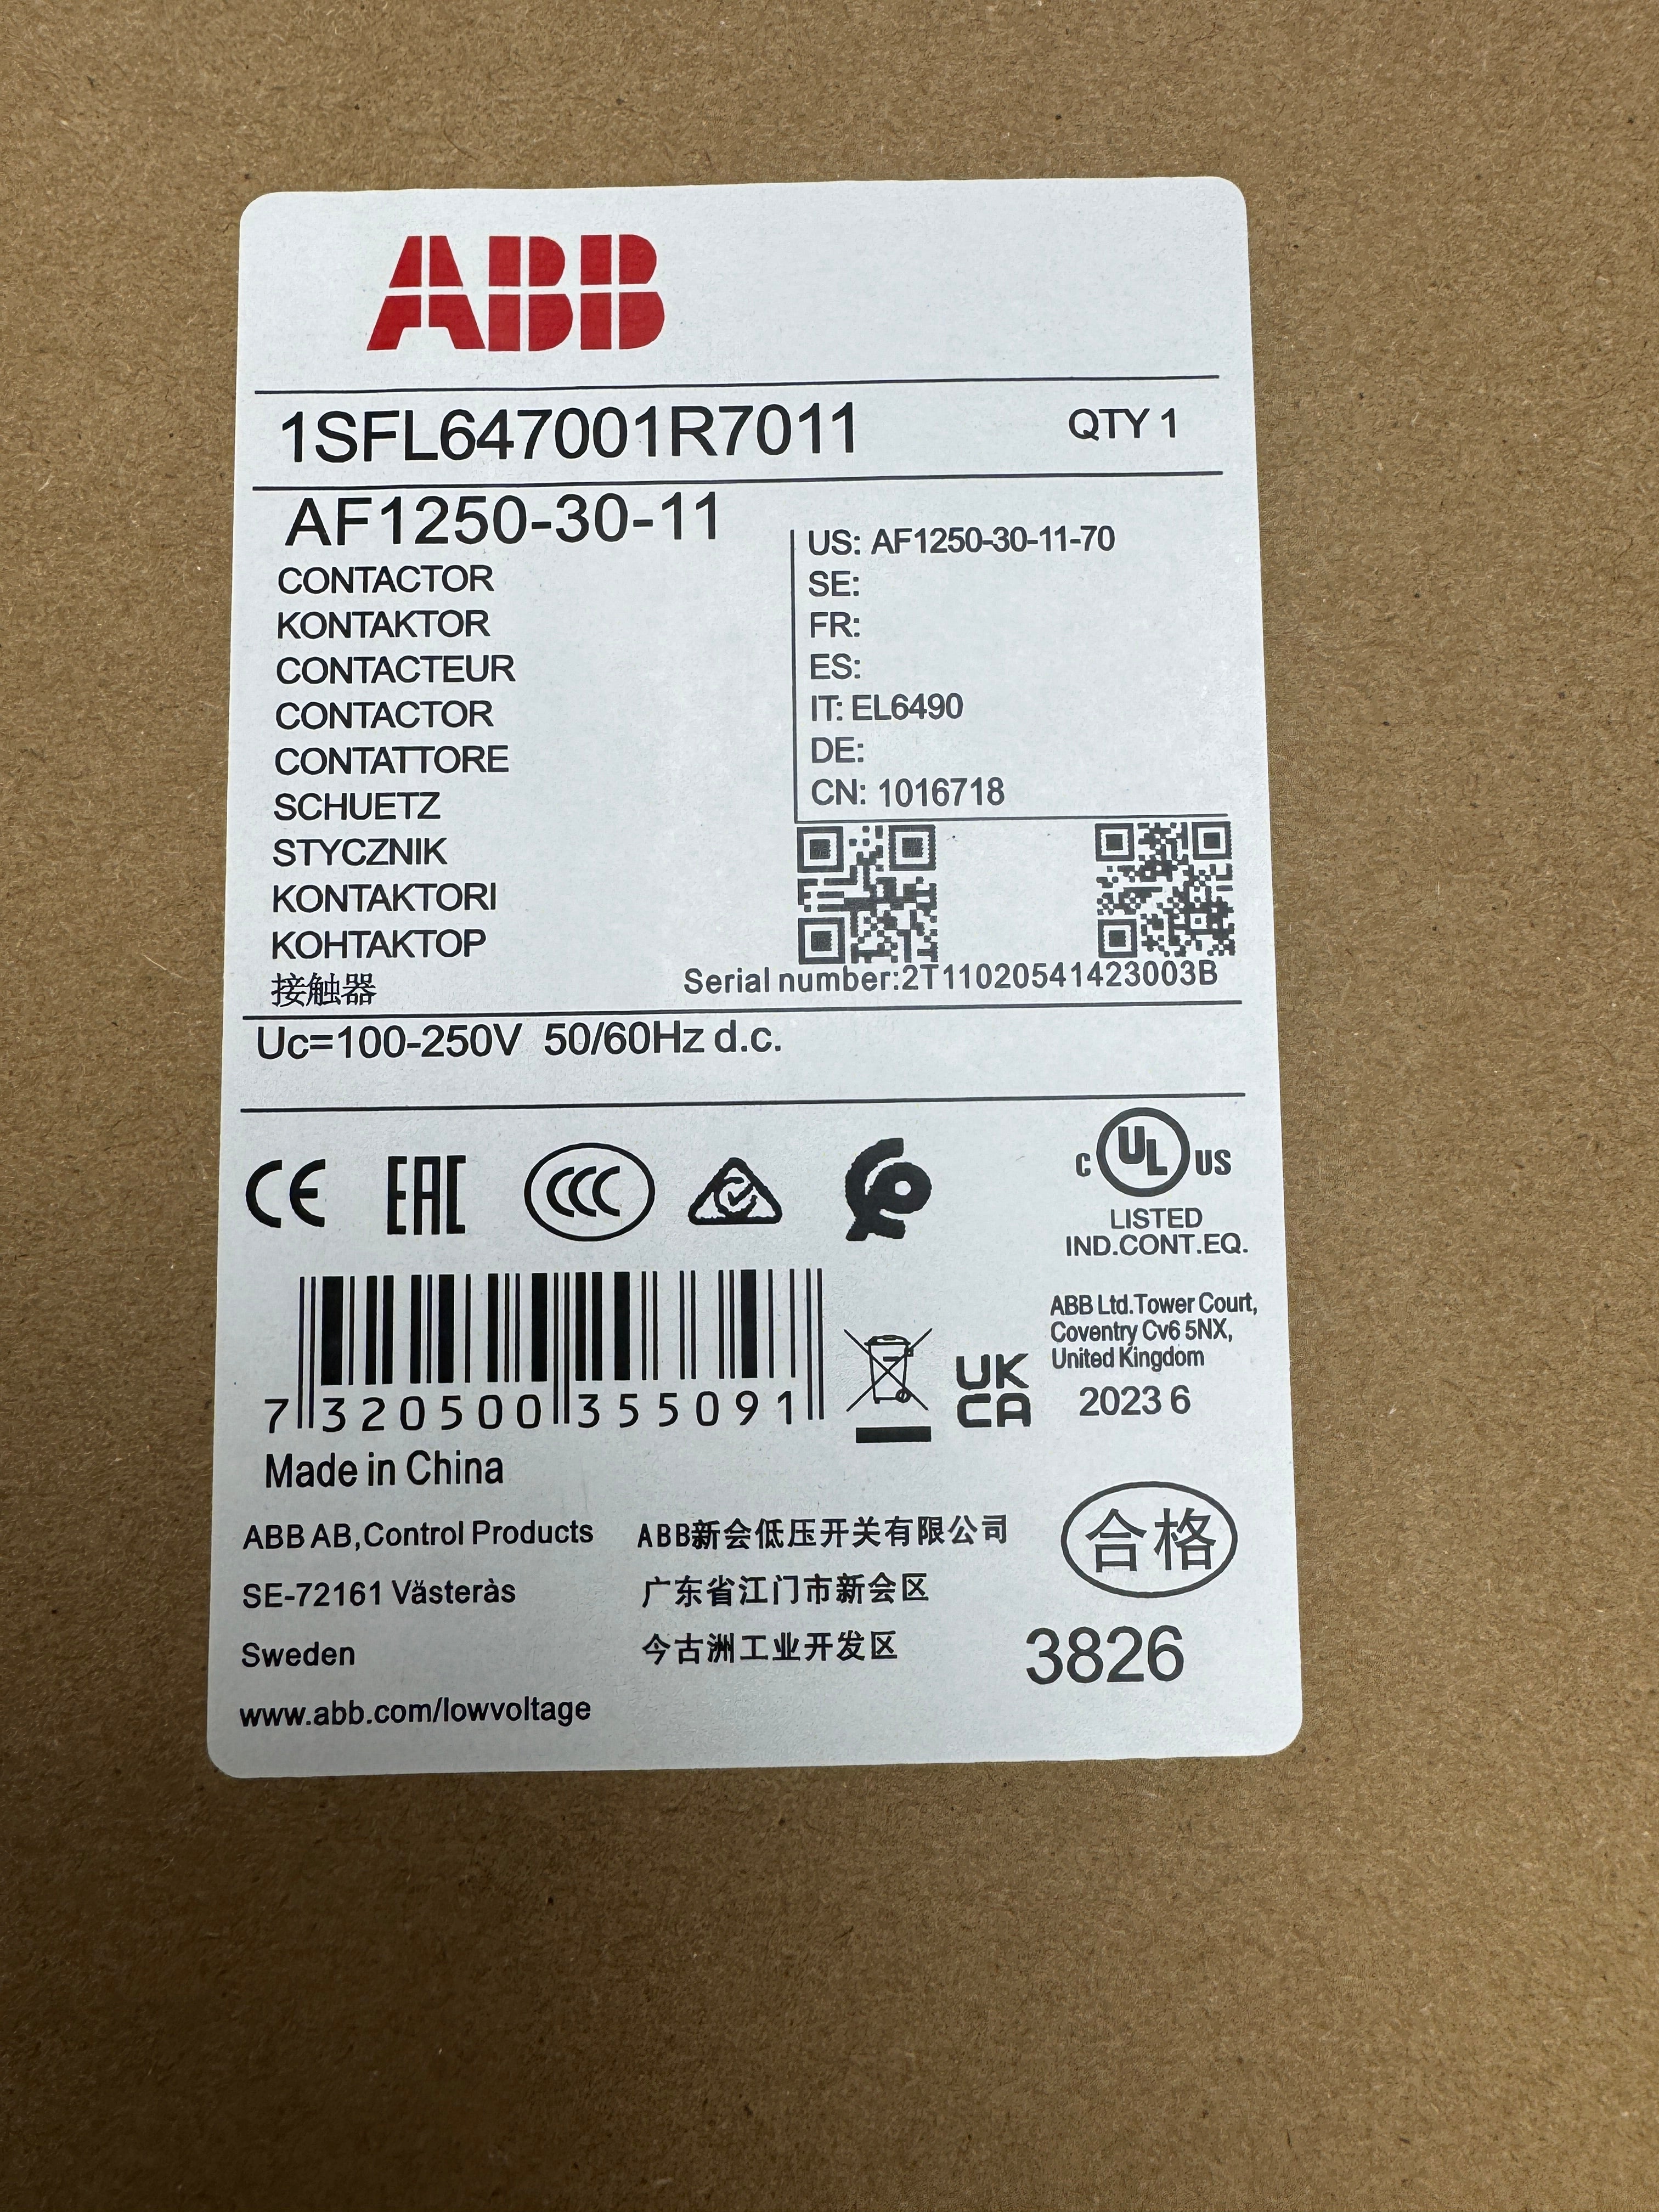 ABB
1SFL647001R7011 QTY 1
AF1250-30-11
CONTACTOR
KONTAKTOR
CONTACTEUR
CONTACTOR
CONTATTORE
SCHUETZ
STYCZNIK
KONTAKTORI
KOHTAKTOP
接触器
US: AF1250-30-11-70
SE:
FR:
ES:
IT: EL6490
DE:
CN: 1016718
Serial number:2T11020541423003B
Uc=100-250V 50/60Hz d.c.
CE EAC CCC
C UL US
LISTED
IND.CONT.EQ.
7 320500 355091
UK
CA
ABB Ltd.Tower Court,
Coventry Cv6 5NX,
United Kingdom
2023 6
Made in China
ABB AB,Control Products
SE-72161 Västeràs
Sweden
www.abb.com/lowvoltage
ABB新会低压开关有限公司
广东省江门市新会区
今古洲工业开发区
合格
3826